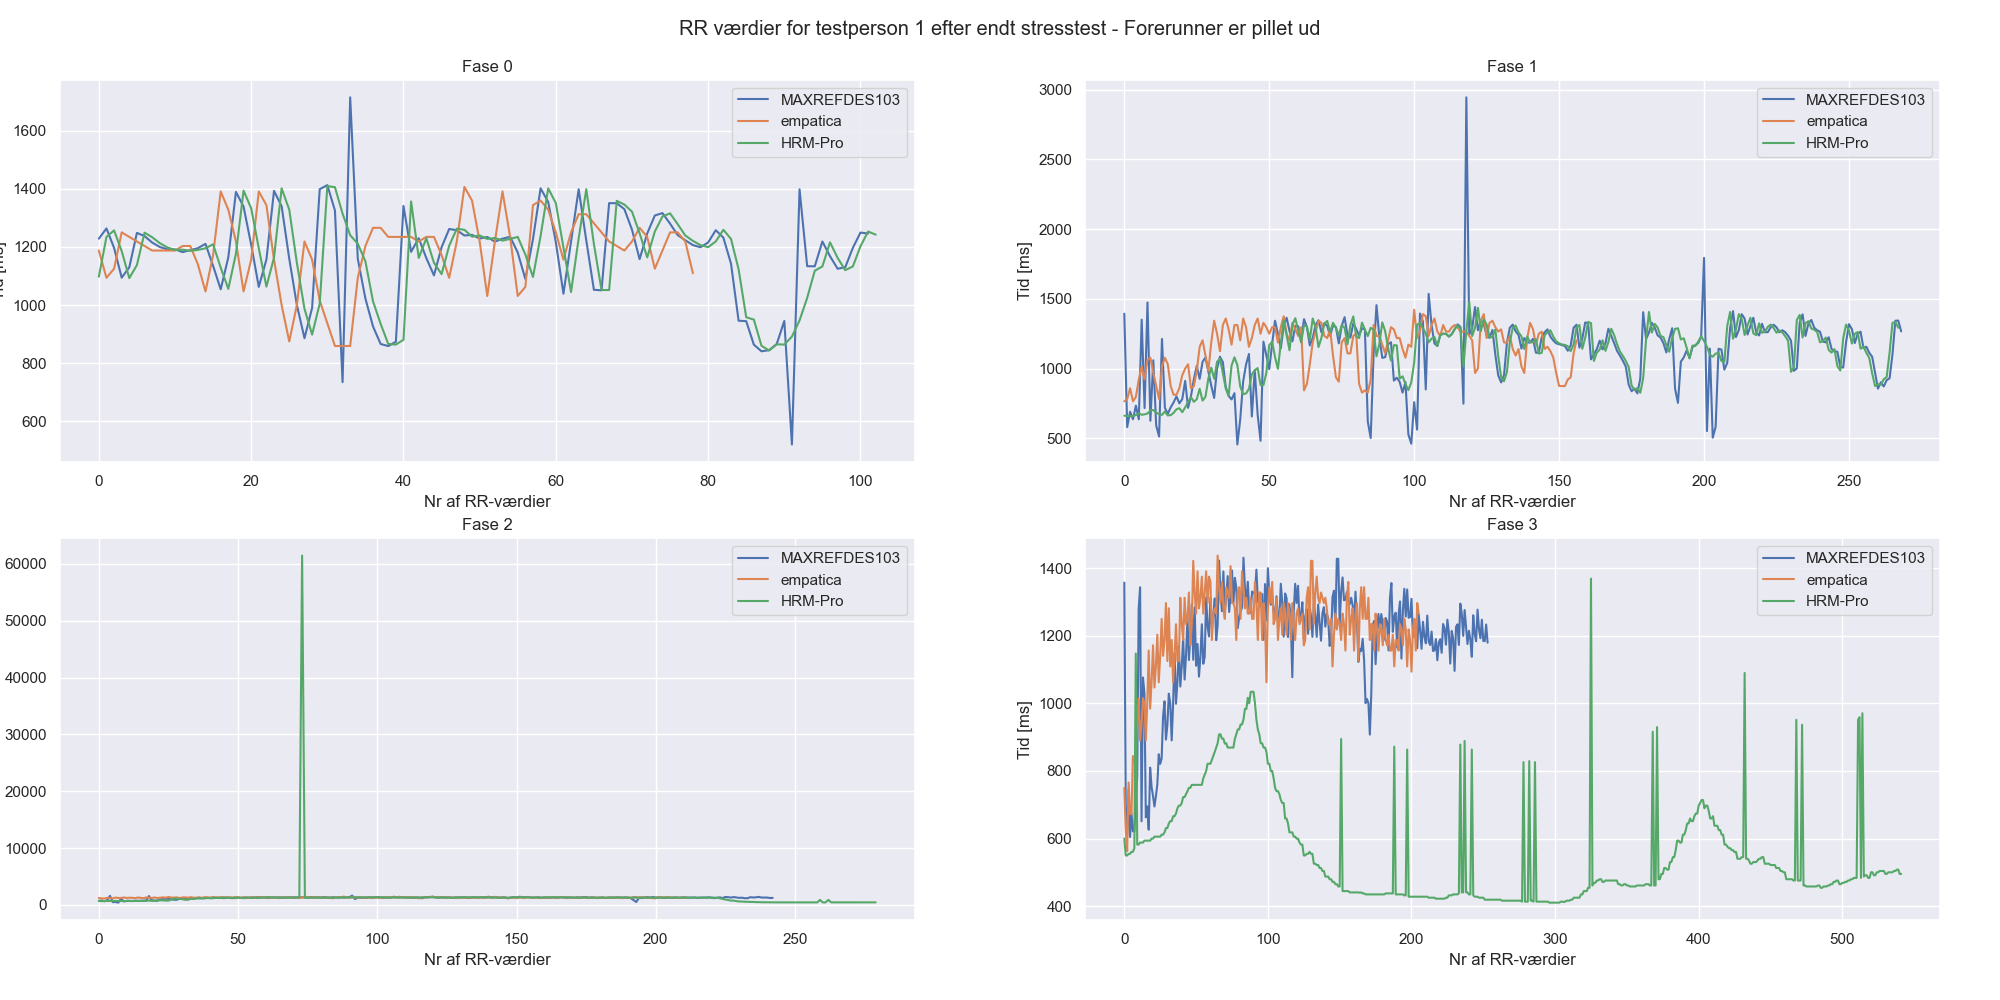 RR værdier for testperson 1 efter endt stresstest - Forerunner er pillet ud
Fase 0
MAXREFDES103
empatica
HRM-Pro
1600
1400
1200
1000
800
600
[ms]
0 20 40 60 80 100
Nr af RR-værdier
Fase 1
MAXREFDES103
empatica
HRM-Pro
3000
2500
2000
1500
1000
500
Tid [ms]
0 50 100 150 200 250
Nr af RR-værdier
Fase 2
MAXREFDES103
empatica
HRM-Pro
60000
50000
40000
30000
20000
10000
0
0 50 100 150 200 250
Nr af RR-værdier
Fase 3
MAXREFDES103
empatica
HRM-Pro
1400
1200
1000
800
600
400
Tid [ms]
0 100 200 300 400 500
Nr af RR-værdier